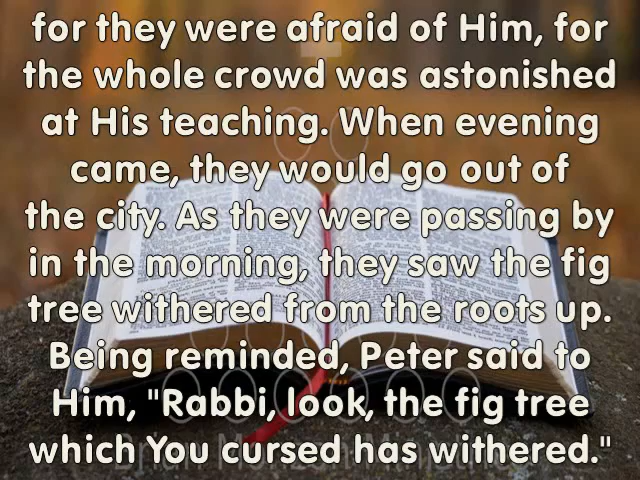 for they were afraid of Him, for
the whole crowd was astonished
at His teaching. When evening
came, they would go out of
the city. As they were passing by
in the morning, they saw the fig
tree withered from the roots up.
Being reminded, Peter said to
Him, "Rabbi, look, the fig tree
which You cursed has withered."